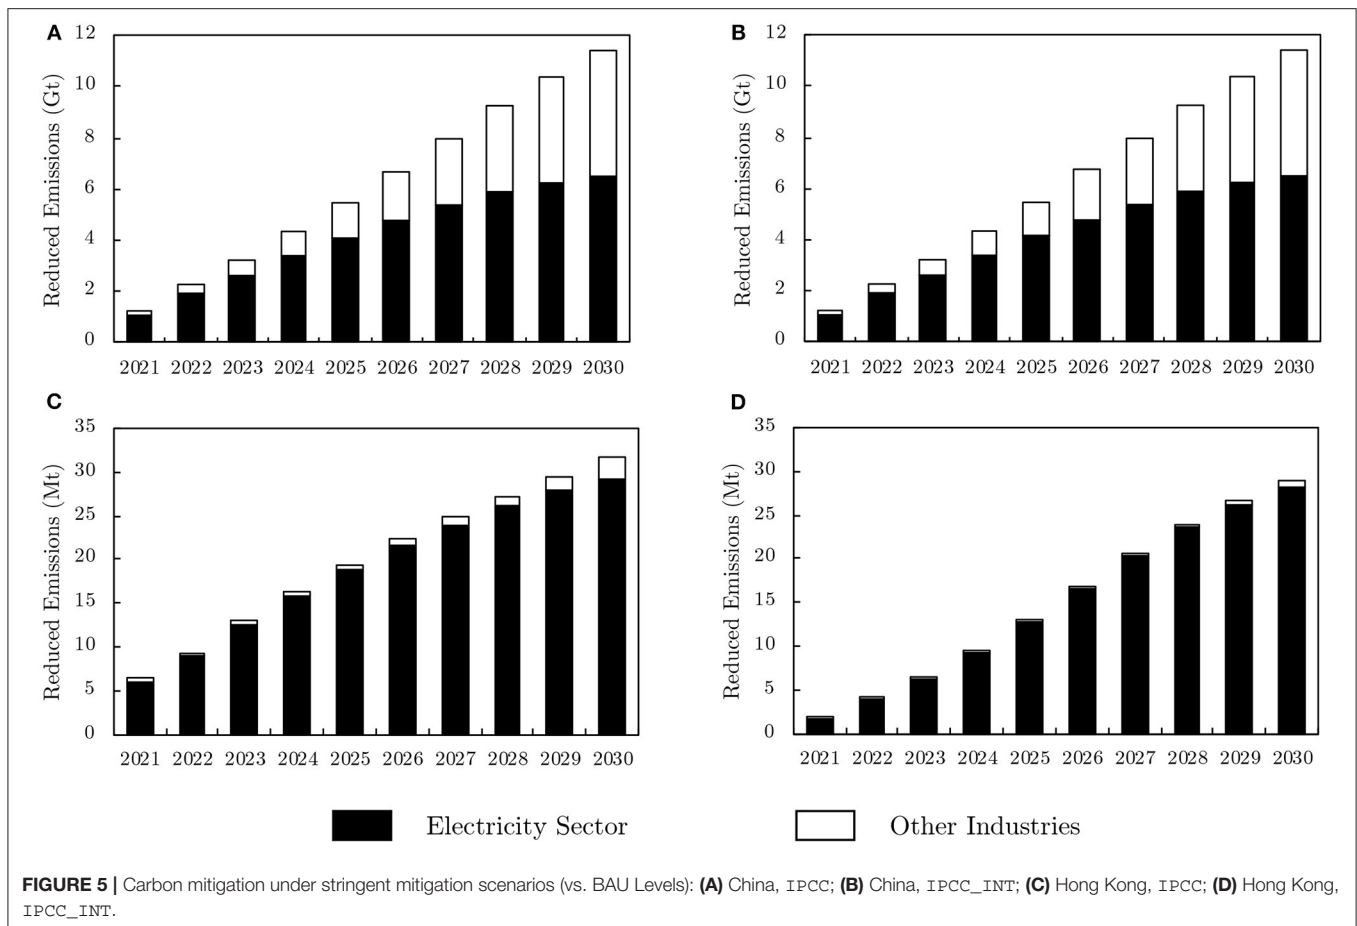 A
Reduced Emissions (Gt)
12
10
8
6
4
2
0
2021 2022 2023 2024 2025 2026 2027 2028 2029 2030
B
Reduced Emissions (Gt)
12
10
8
6
4
2
0
2021 2022 2023 2024 2025 2026 2027 2028 2029 2030
C
Reduced Emissions (Mt)
35
30
25
20
15
10
5
0
2021 2022 2023 2024 2025 2026 2027 2028 2029 2030
D
Reduced Emissions (Mt)
35
30
25
20
15
10
5
0
2021 2022 2023 2024 2025 2026 2027 2028 2029 2030
Electricity Sector
Other Industries
FIGURE 5 | Carbon mitigation under stringent mitigation scenarios (vs. BAU Levels): (A) China, IPCC; (B) China, IPCC_INT; (C) Hong Kong, IPCC; (D) Hong Kong,
IPCC_INT.